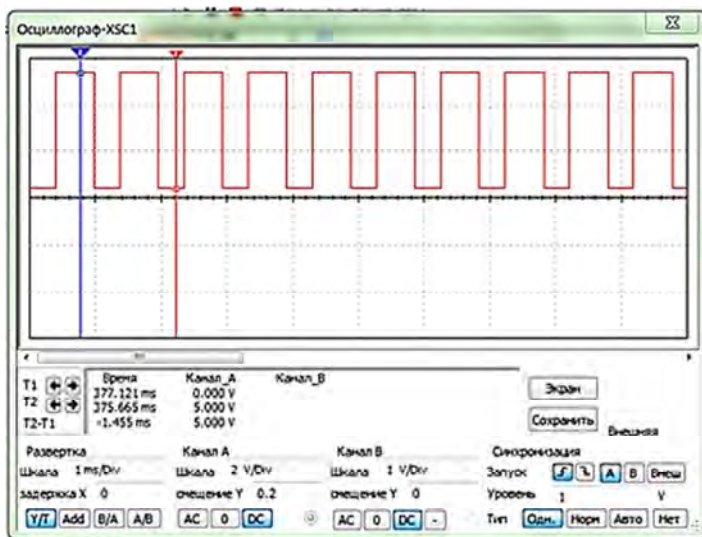 Осциллограф-XSC1
Время Канал_А Канал_В
T1 377.121 ms 0.000 V
T2 375.665 ms 5.000 V
T2-T1 -1.455 ms 5.000 V
Экран
Сохранить
Внешняя
Развертка Канал А Канал В Синхронизация
Шкала 1 ms/Div Шкала 2 V/Div Шкала 1 V/Div Запуск A B Внеш
задержка X 0 смещение Y 0.2 смещение Y 0 Уровень 1 V
Y/T Add B/A A/B AC 0 DC AC 0 DC - Тип Одн. Норм Авто Нет